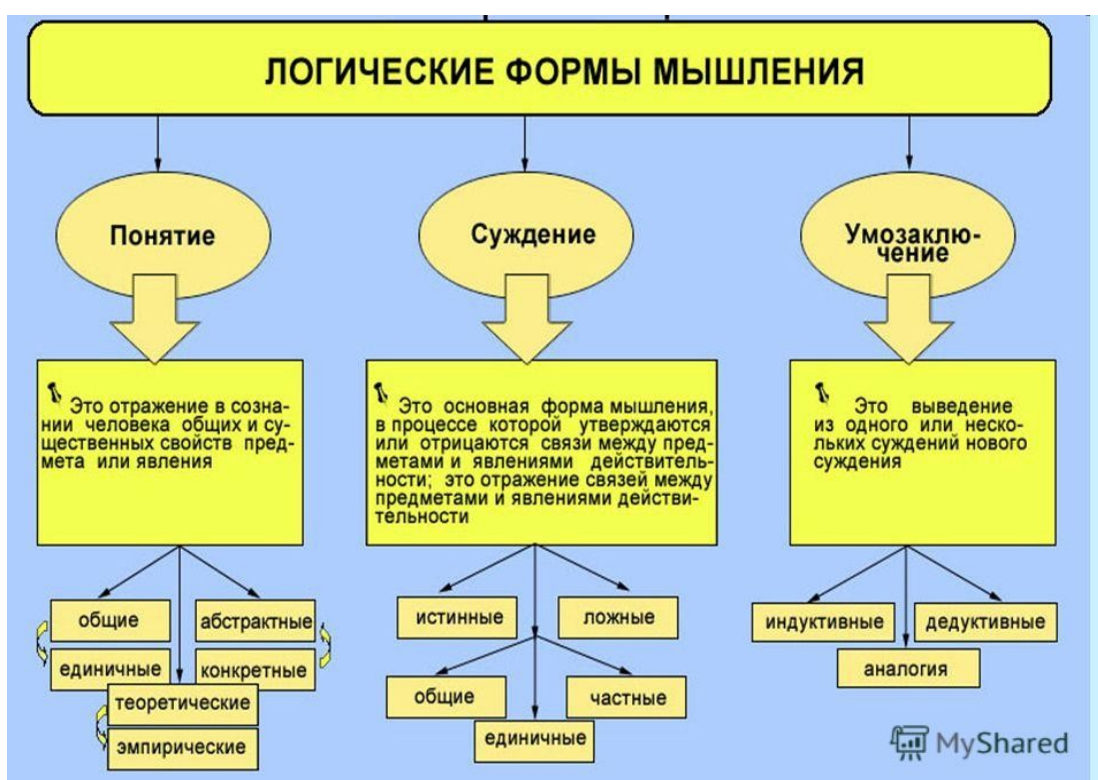 ЛОГИЧЕСКИЕ ФОРМЫ МЫШЛЕНИЯ
Понятие
Суждение
Умозаклю-
чение
Это отражение в созна-
нии человека общих и су-
щественных свойств пред-
мета или явления
Это основная форма мышления,
в процессе которой утверждаются
или отрицаются связи между пред-
метами и явлениями действитель-
ности; это отражение связей между
предметами и явлениями действи-
тельности
Это выведение
из одного или неско-
льких суждений нового
суждения
общие
абстрактные
единичные
конкретные
теоретические
эмпирические
истинные
ложные
общие
частные
единичные
индуктивные
дедуктивные
аналогия
MyShared